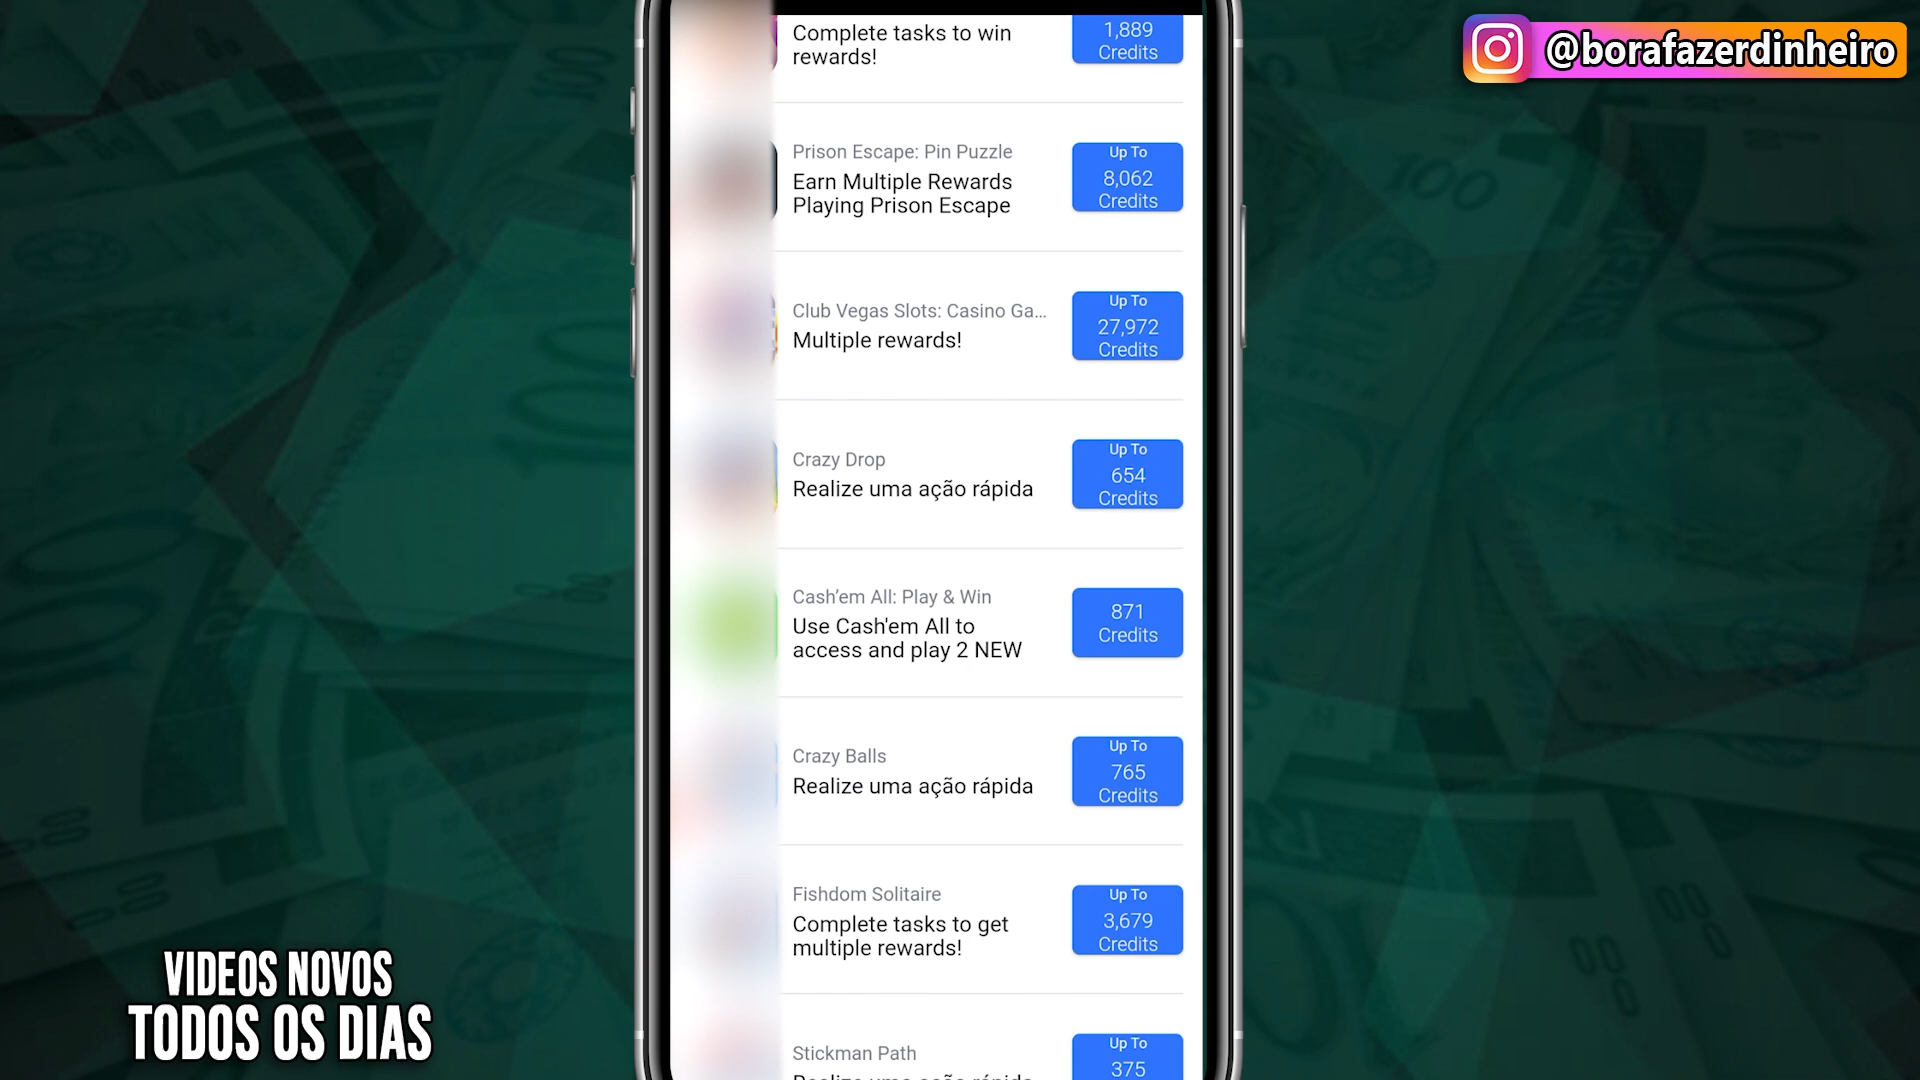 @borafazerdinheiro
Complete tasks to win
rewards!
1,889
Credits
Prison Escape: Pin Puzzle
Earn Multiple Rewards
Playing Prison Escape
Up To
8,062
Credits
Club Vegas Slots: Casino Ga...
Multiple rewards!
Up To
27,972
Credits
Crazy Drop
Realize uma ação rápida
Up To
654
Credits
Cash’em All: Play & Win
Use Cash'em All to
access and play 2 NEW
871
Credits
Crazy Balls
Realize uma ação rápida
Up To
765
Credits
Fishdom Solitaire
Complete tasks to get
multiple rewards!
Up To
3,679
Credits
Stickman Path
Realize uma ação rápida
Up To
375
VIDEOS NOVOS
TODOS OS DIAS